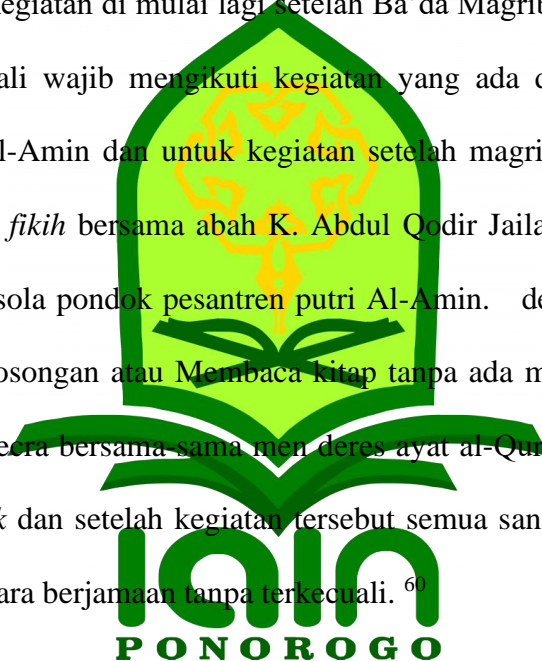 kegiatan di mulai lagi setelah Ba’da Magrib
ali wajib mengikuti kegiatan yang ada
l-Amin dan untuk kegiatan setelah magri
fikih bersama abah K. Abdul Qodir Jaila
sola pondok pesantren putri Al-Amin. de
osongan atau Membaca kitap tanpa ada m
ecra bersama-sama men deres ayat al-Qur
k dan setelah kegiatan tersebut semua san
ara berjamaan tanpa terkecuali. 60
iain
PONOROGO